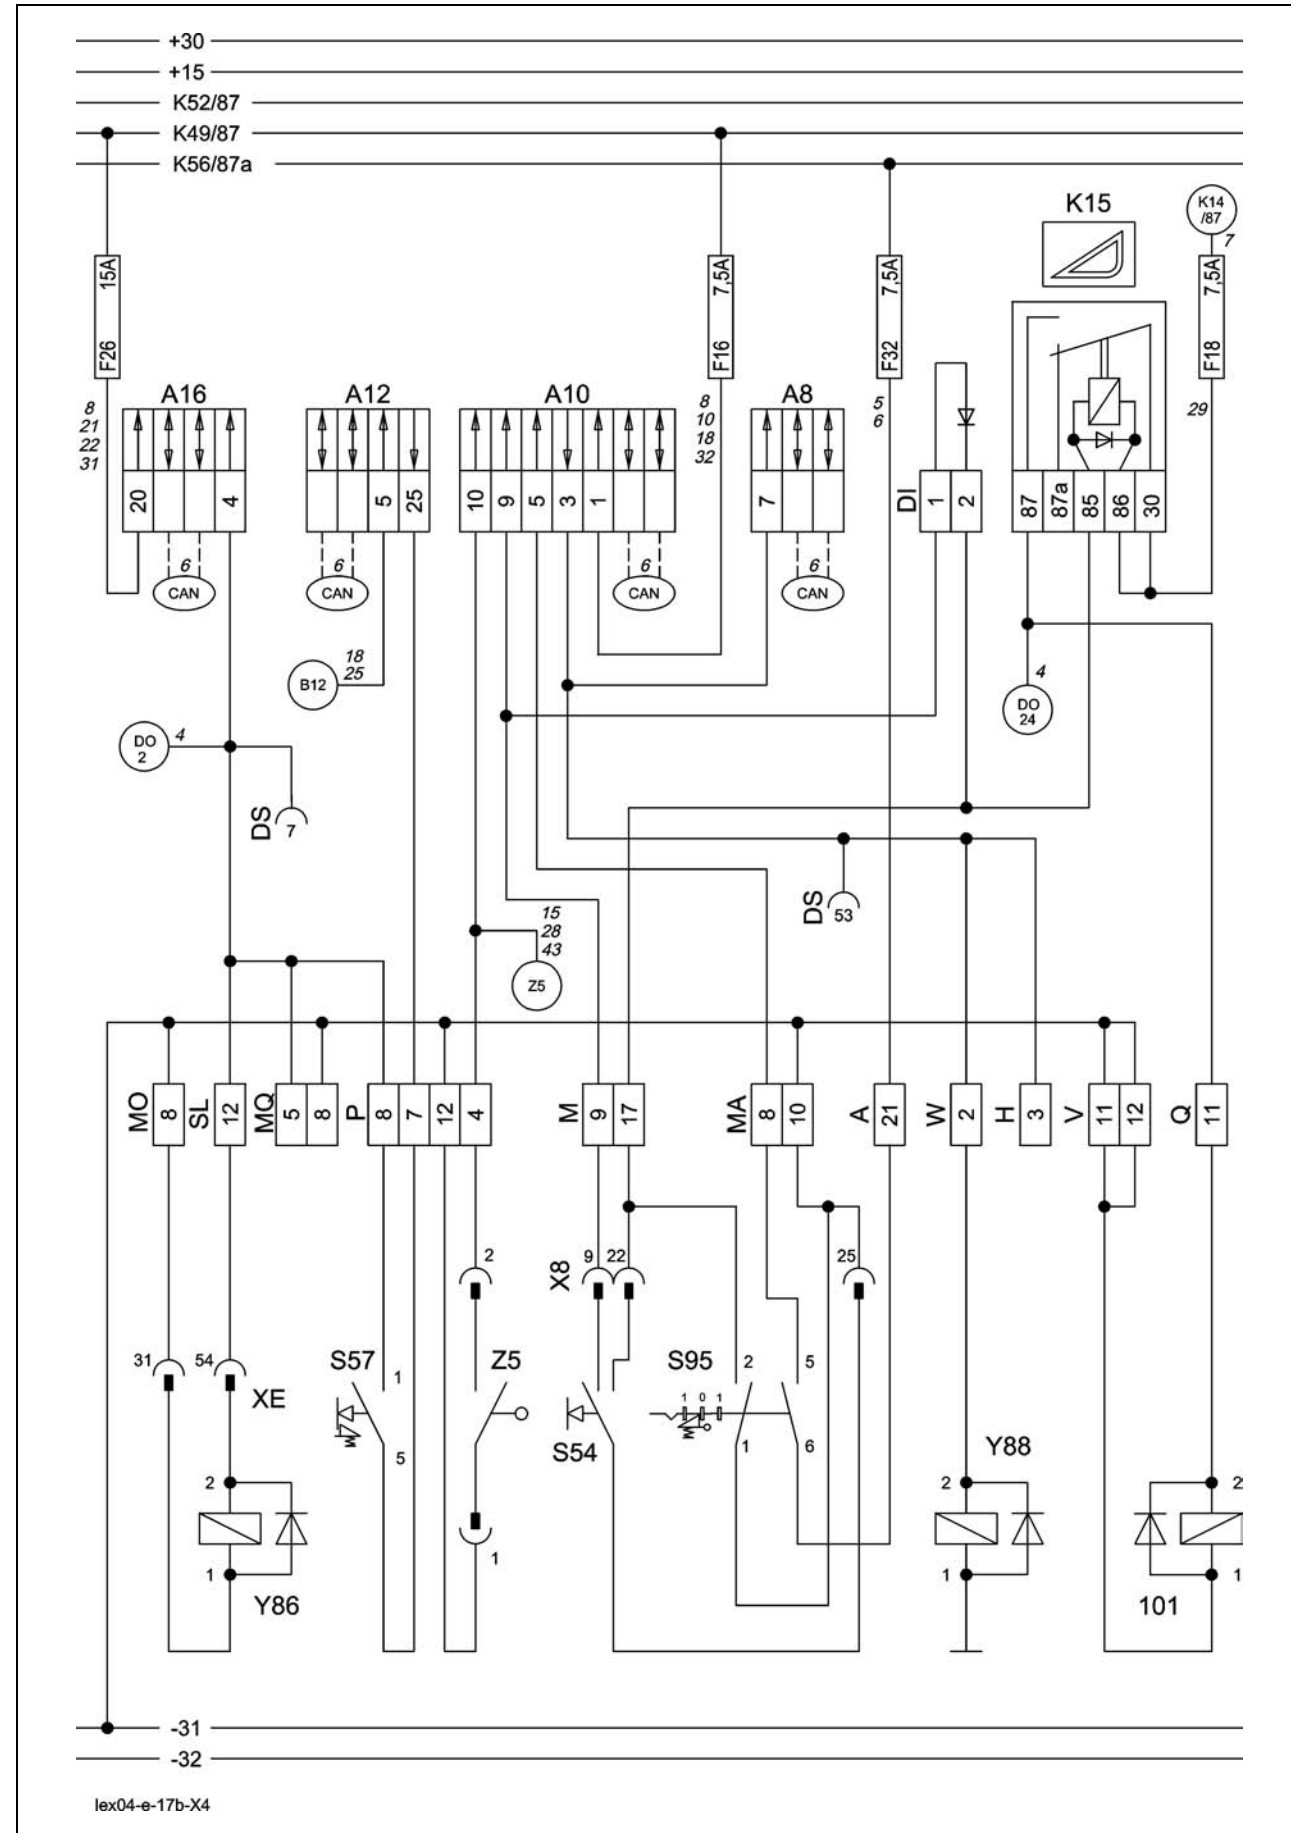 +30
+15
K52/87
K49/87
K56/87a
K15
K14
/87
7
15A
F26
7,5A
F16
7,5A
F32
7,5A
F18
8
21
22
31
A16
A12
A10
8
10
18
32
A8
5
6
29
20
4
5
25
10
9
5
3
1
7
DI
1
2
87
87a
85
86
30
6
CAN
6
CAN
6
CAN
6
CAN
B12
18
25
DO
2
4
DO
24
4
DS
7
DS
53
15
28
43
Z5
MO
8
SL
12
MQ
5
8
P
8
7
12
4
M
9
17
MA
8
10
A
21
W
2
H
3
V
11
12
Q
11
2
X8
9
22
25
31
54
XE
S57
1
5
Z5
1
S54
S95
1 0 1
2
1
5
6
2
1
Y86
Y88
2
1
2
1
101
-31
-32
lex04-e-17b-X4